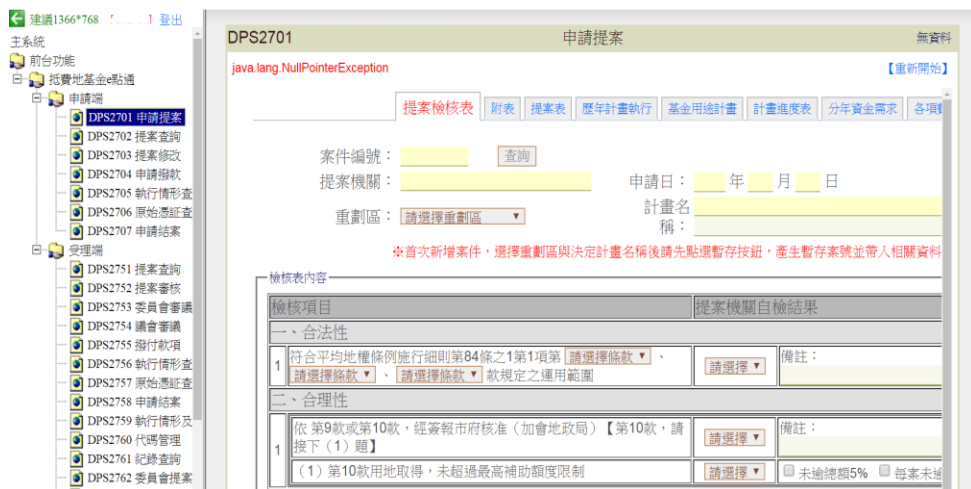 建議1366*768 【 】 登出
主系統
前台功能
抵費地基金e點通
申請端
DPS2701 申請提案
DPS2702 提案查詢
DPS2703 提案修改
DPS2704 申請撥款
DPS2705 執行情形查
DPS2706 原始憑証查
DPS2707 申請結案
受理端
DPS2751 提案查詢
DPS2752 提案審核
DPS2753 委員會審議
DPS2754 議會審議
DPS2755 撥付款項
DPS2756 執行情形查
DPS2757 原始憑証查
DPS2758 申請結案
DPS2759 執行情形及
DPS2760 代碼管理
DPS2761 紀錄查詢
DPS2762 委員會提案
DPS2701 申請提案 無資料
java.lang.NullPointerException 【重新開始】
提案檢核表 附表 提案表 歷年計畫執行 基金用途計畫 計畫進度表 分年資金需求 各項
案件編號： 查詢
提案機關： 申請日： 年 月 日
重劃區： 請選擇重劃區 計畫名稱：
※首次新增案件，選擇重劃區與決定計畫名稱後請先點選暫存按鈕，產生暫存案號並帶入相關資料
檢核表內容
檢核項目 提案機關自檢結果
一、合法性
1 符合平均地權條例施行細則第84條之1第1項第 請選擇條款 、
請選擇條款 、 請選擇條款 款規定之運用範圍 請選擇 備註：
二、合理性
1 依 第9款或第10款，經簽報市府核准（加會地政局）【第10款，請
接下（1）題】 請選擇 備註：
（1）第10款用地取得，未超過最高補助額度限制 請選擇 未逾總額5% 每案未逾